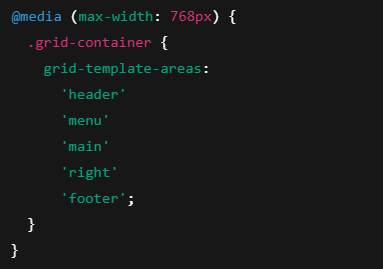 @media (max-width: 768px) {
  .grid-container {
    grid-template-areas:
      'header'
      'menu'
      'main'
      'right'
      'footer';
  }
}